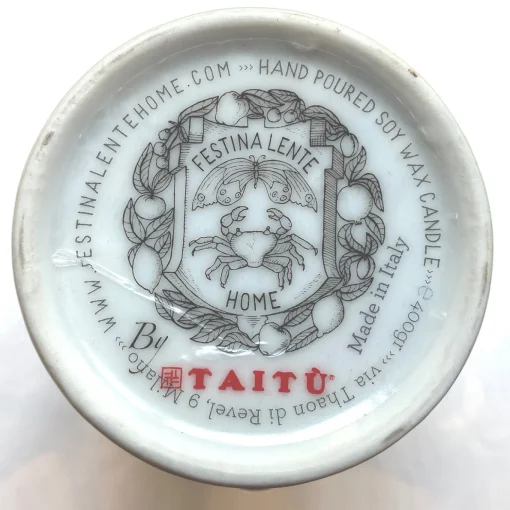 WWW.FESTINALENTEHOME.COM >>> HAND POURED SOY WAX CANDLE >>> ℮ 400gr >>> via Thaon di Revel, 9 Milano >>>
FESTINA LENTE
HOME
Made in Italy
By
TAITÙ®